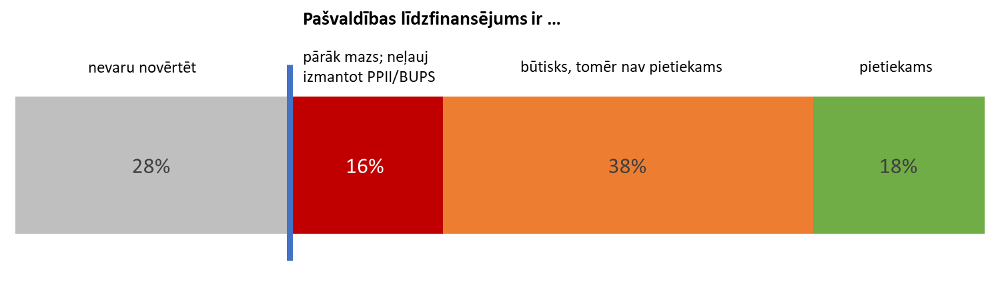 Pašvaldības līdzfinansējums ir ...
nevaru novērtēt
pārāk mazs; neļauj
izmantot PPII/BUPS
būtisks, tomēr nav pietiekams
pietiekams
28%
16%
38%
18%